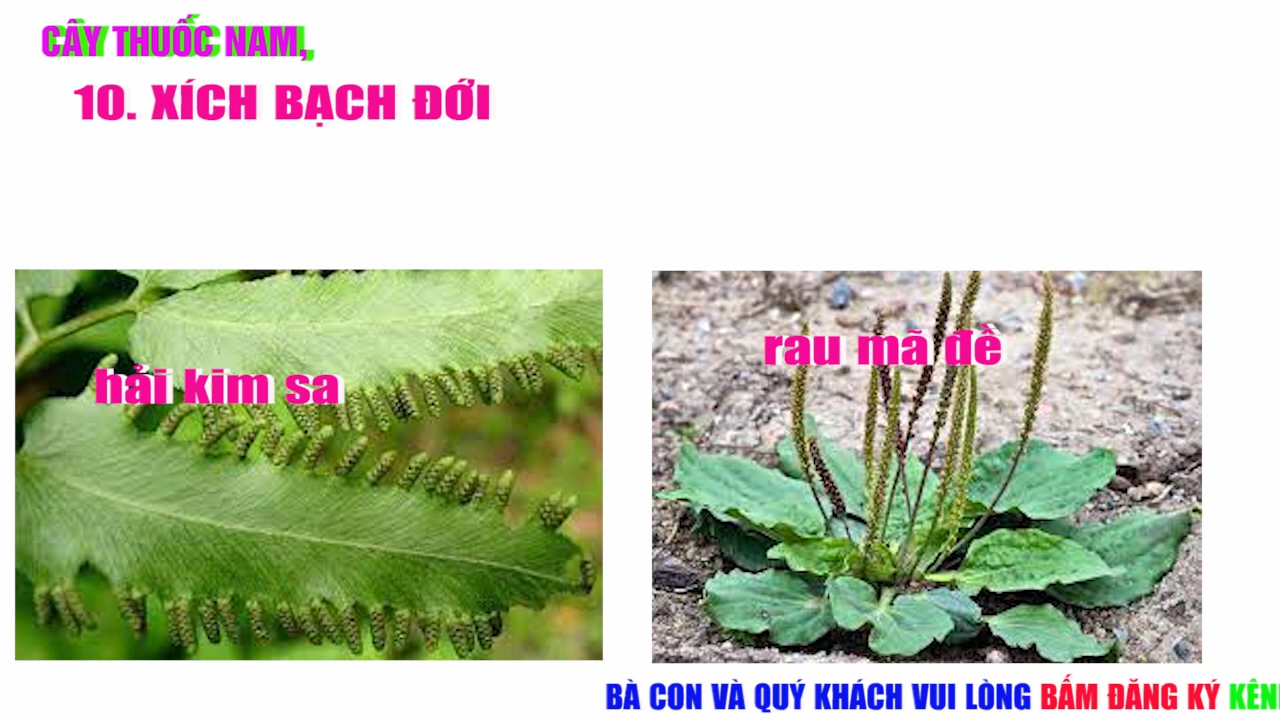 CÂY THUỐC NAM,
10. XÍCH BẠCH ĐỚI
hải kim sa
rau mã đề
BÀ CON VÀ QUÝ KHÁCH VUI LÒNG BẤM ĐĂNG KÝ